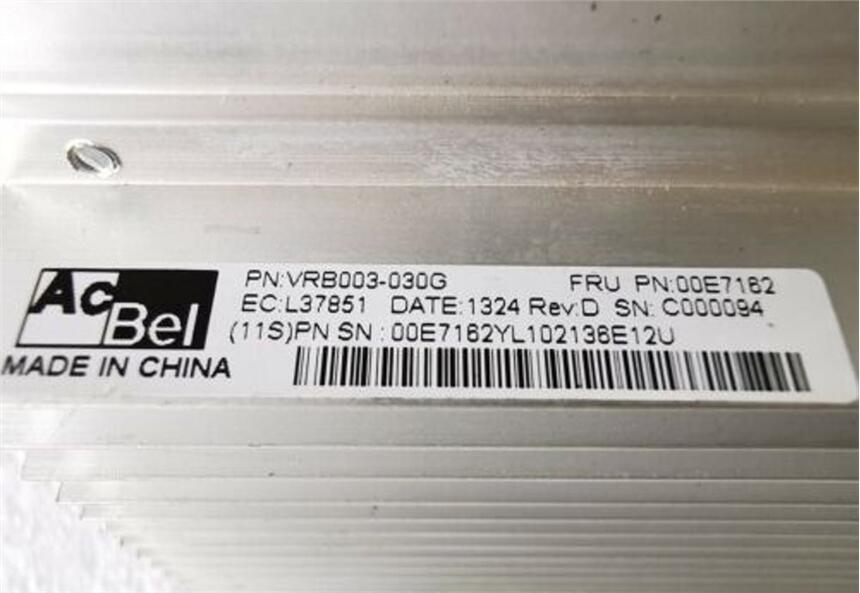 AcBel
PN:VRB003-030G FRU PN:00E7162
EC:L37851 DATE:1324 Rev:D SN: C000094
(11S)PN SN : 00E7162YL102136E12U
MADE IN CHINA